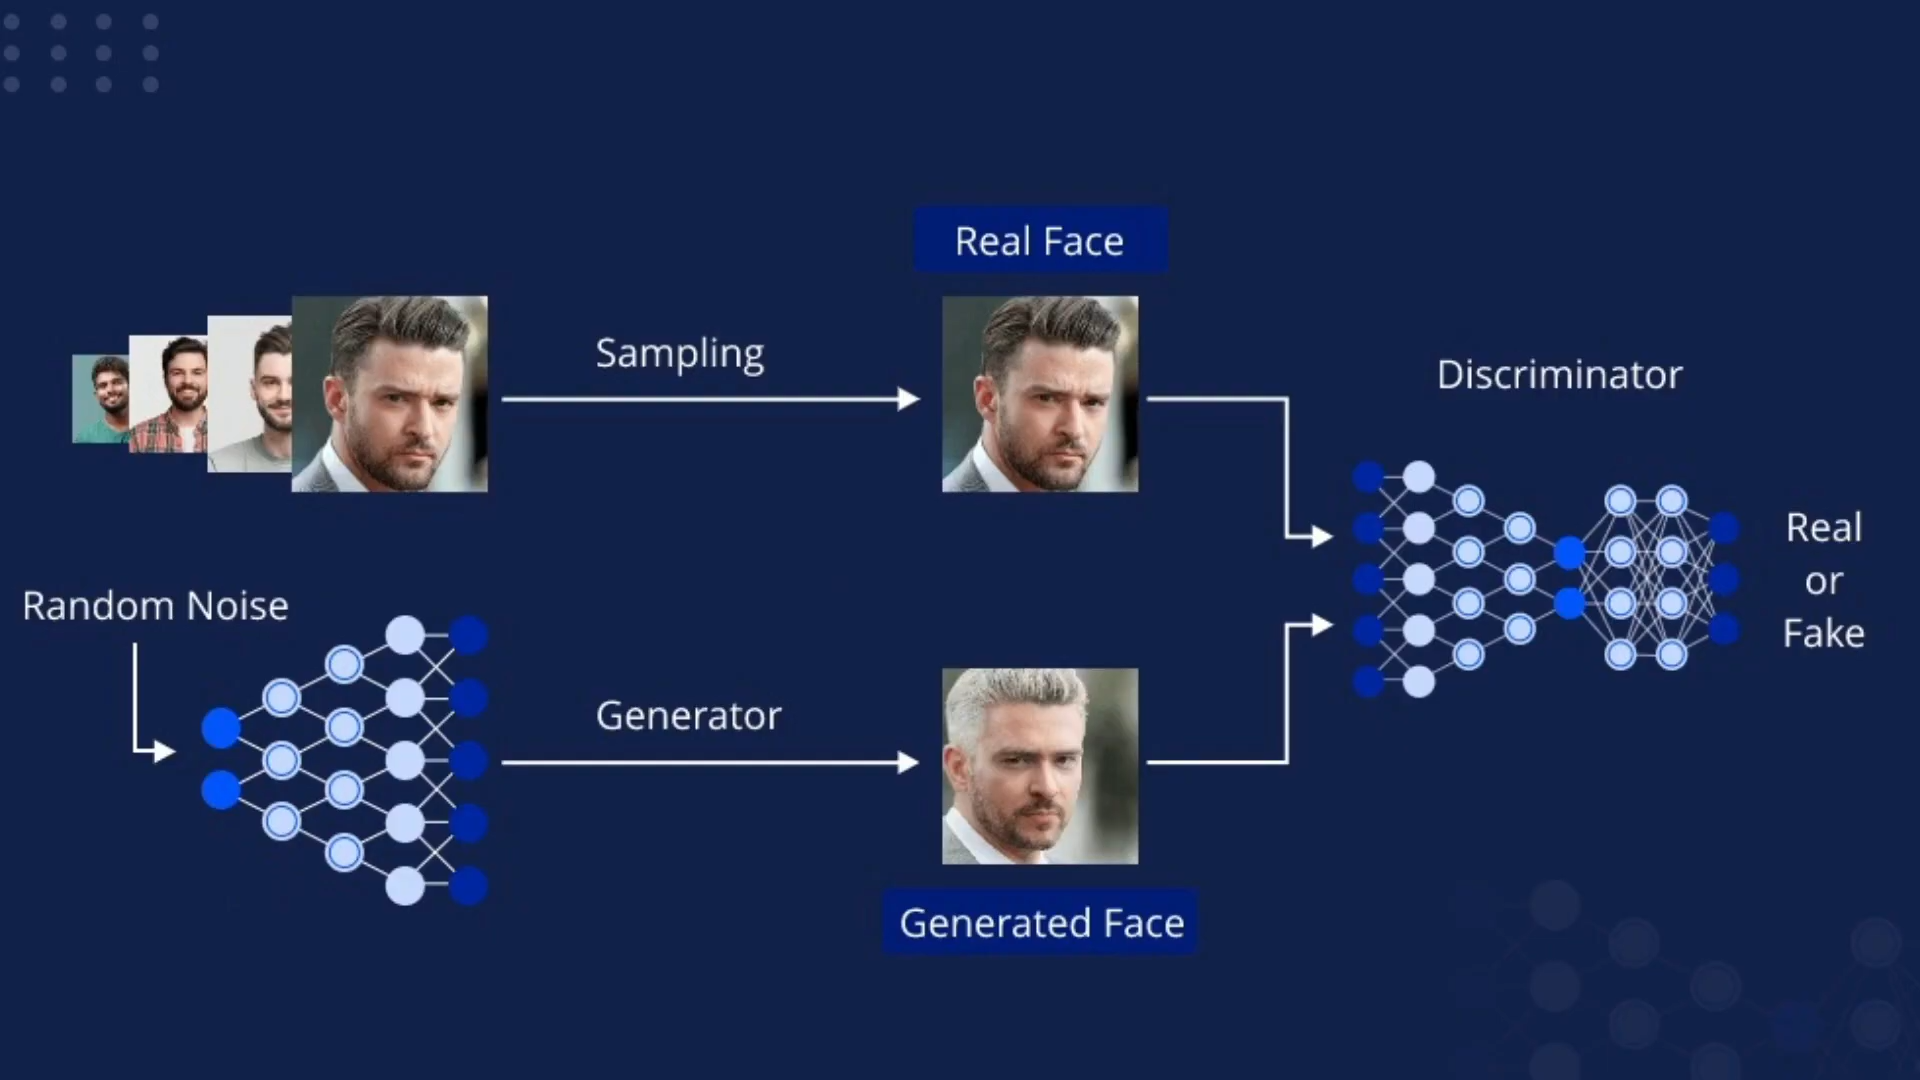 Real Face
Sampling
Discriminator
Real
or
Fake
Random Noise
Generator
Generated Face